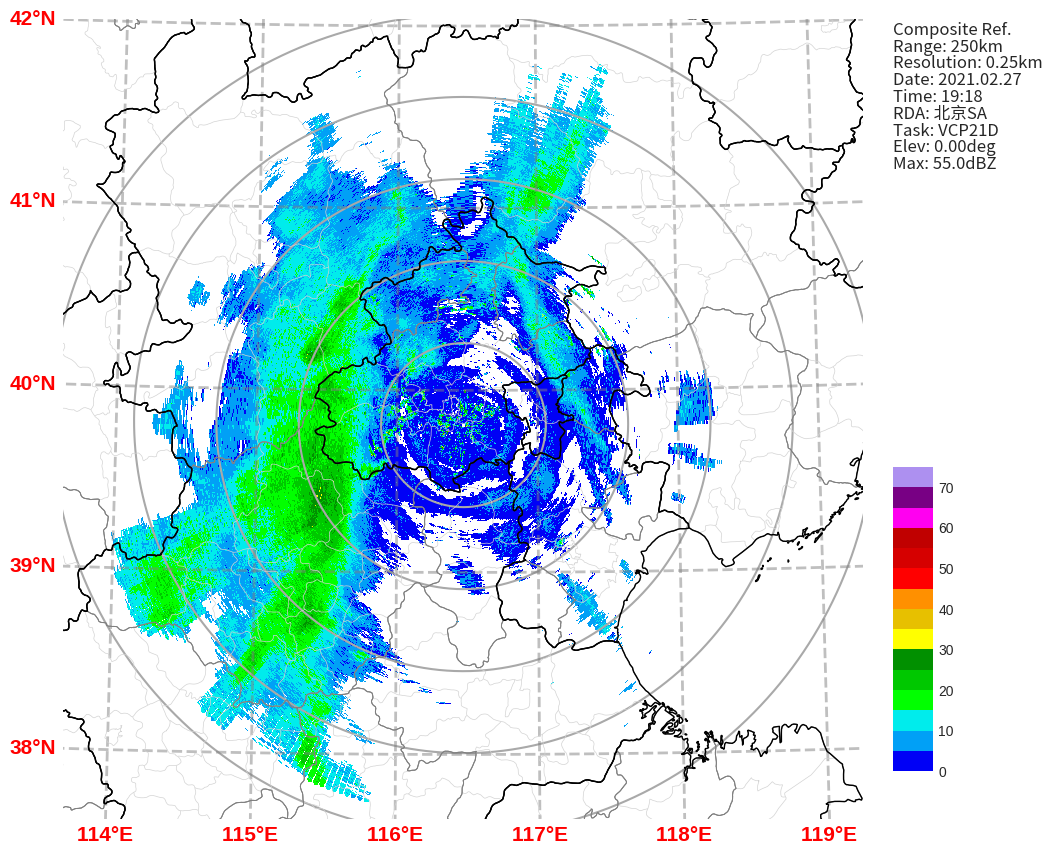 42°N
41°N
40°N
39°N
38°N
114°E
115°E
116°E
117°E
118°E
119°E
Composite Ref.
Range: 250km
Resolution: 0.25km
Date: 2021.02.27
Time: 19:18
RDA: 北京SA
Task: VCP21D
Elev: 0.00deg
Max: 55.0dBZ
70
60
50
40
30
20
10
0